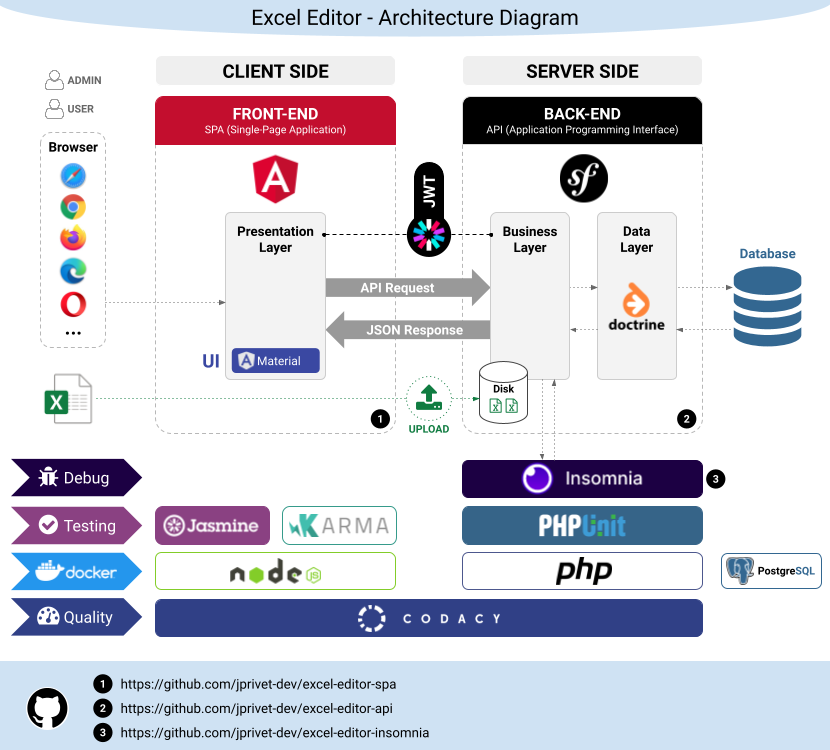 Excel Editor - Architecture Diagram
CLIENT SIDE
SERVER SIDE
ADMIN
USER
Browser
...
FRONT-END
SPA (Single-Page Application)
BACK-END
API (Application Programming Interface)
sf
JWT
Presentation
Layer
Business
Layer
Data
Layer
Database
API Request
JSON Response
doctrine
UI
A Material
X
Disk
X X
UPLOAD
1
2
Debug
Insomnia
3
Testing
Jasmine
KARMA
PHPUnit
docker
node
JS
php
PostgreSQL
Quality
CODACY
1 https://github.com/jprivet-dev/excel-editor-spa
2 https://github.com/jprivet-dev/excel-editor-api
3 https://github.com/jprivet-dev/excel-editor-insomnia